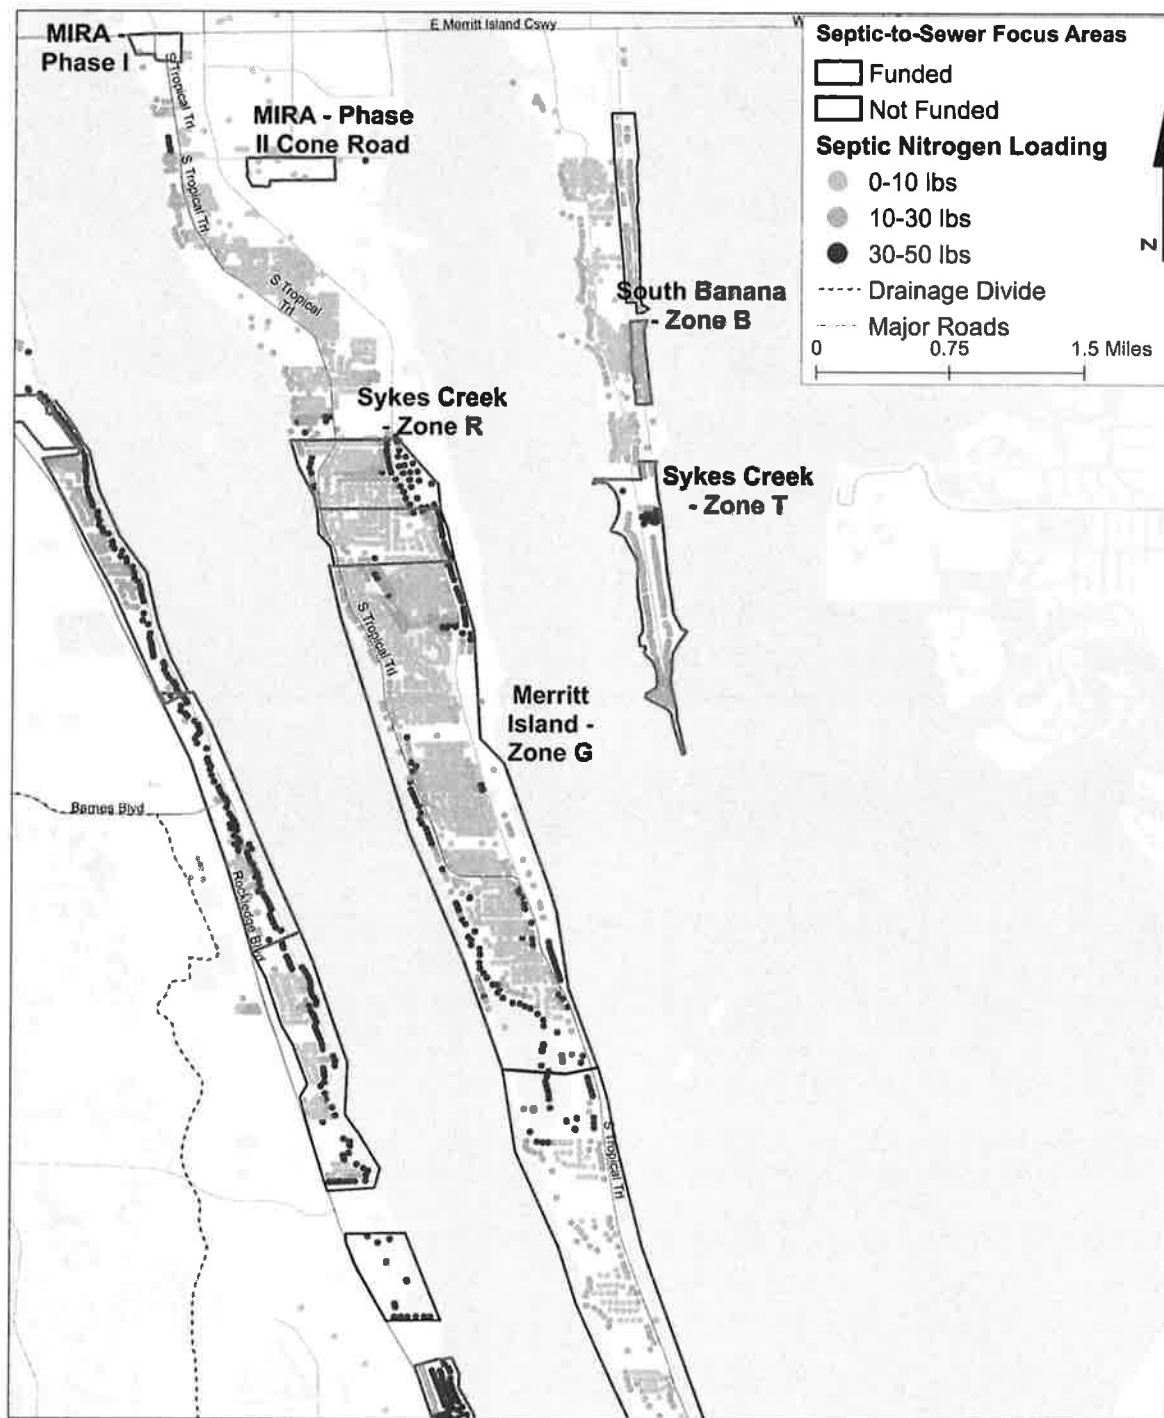 E Merritt Island Cswy
W
MIRA -
Phase I
S Tropical Trl
MIRA - Phase
II Cone Road
S Tropical Trl
S Tropical
Trl
South Banana
- Zone B
Sykes Creek
- Zone R
Sykes Creek
- Zone T
S Tropical Trl
Merritt
Island -
Zone G
Barnes Blvd
Rockledge Blvd
S Tropical Trl
Septic-to-Sewer Focus Areas
Funded
Not Funded
Septic Nitrogen Loading
0-10 lbs
10-30 lbs
30-50 lbs
Drainage Divide
Major Roads
0 0.75 1.5 Miles
N